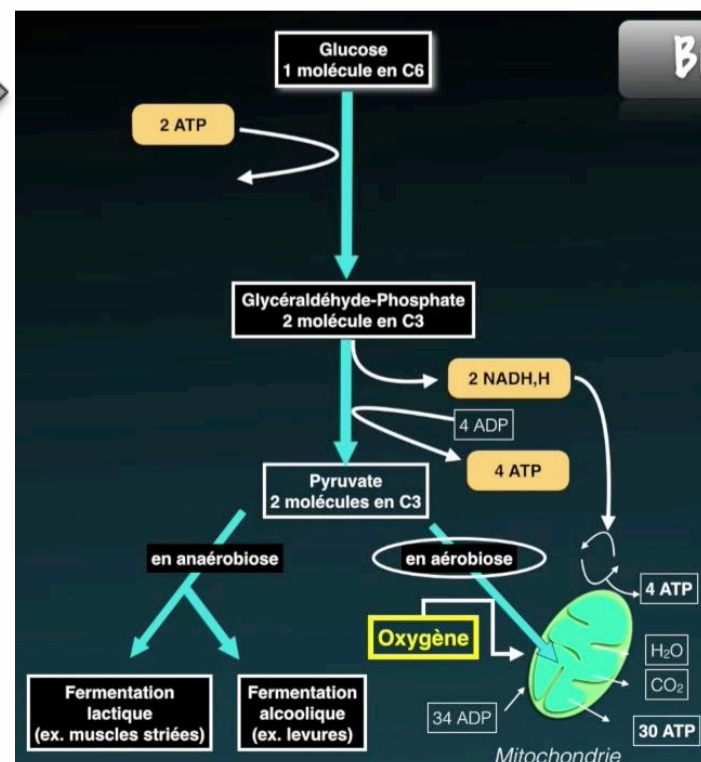 Glucose
1 molécule en C6
2 ATP
Glycéraldéhyde-Phosphate
2 molécule en C3
2 NADH,H
4 ADP
4 ATP
Pyruvate
2 molécules en C3
en anaérobiose
en aérobiose
4 ATP
Oxygène
H₂O
CO₂
Fermentation
lactique
(ex. muscles striées)
Fermentation
alcoolique
(ex. levures)
34 ADP
30 ATP
Mitochondrie